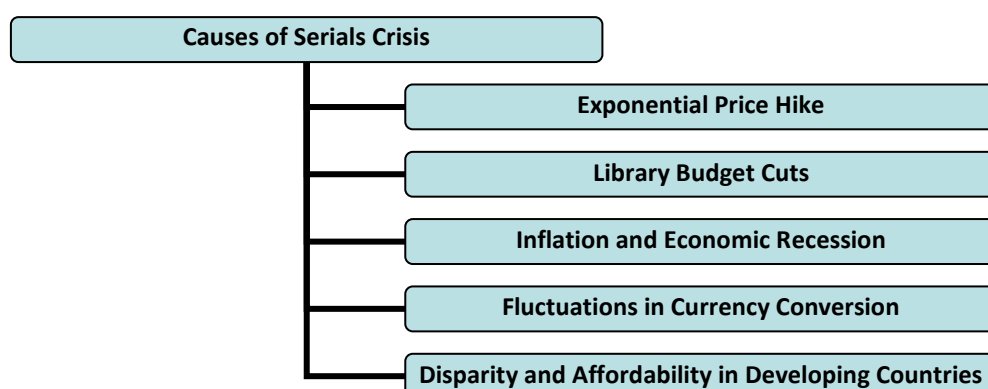 Causes of Serials Crisis
Exponential Price Hike
Library Budget Cuts
Inflation and Economic Recession
Fluctuations in Currency Conversion
Disparity and Affordability in Developing Countries